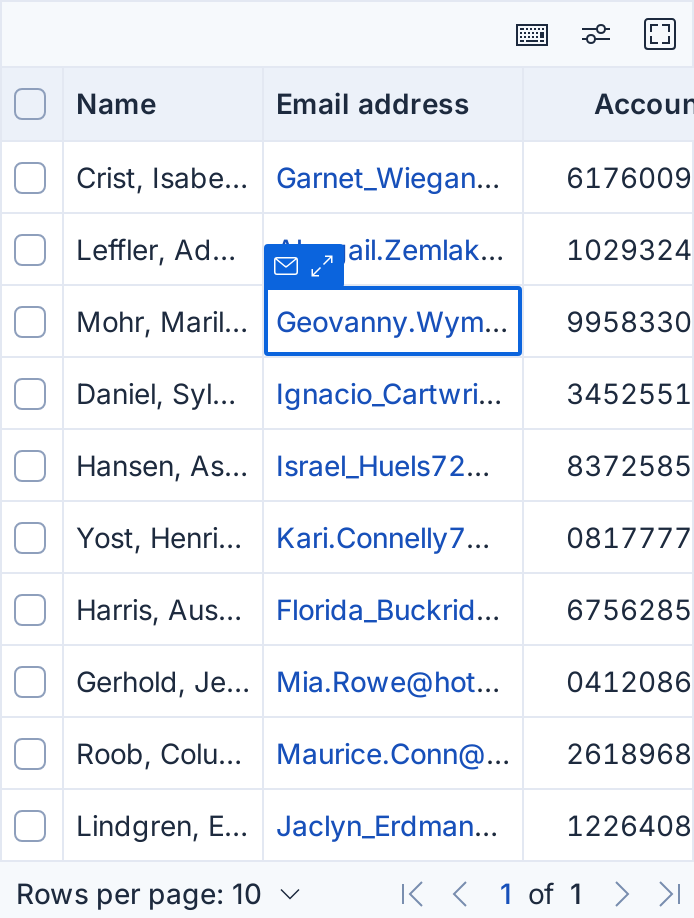 Name Email address Accoun
Crist, Isabe... Garnet_Wiegan... 6176009
Leffler, Ad... ail.Zemlak... 1029324
Mohr, Maril... Geovanny.Wym... 9958330
Daniel, Syl... Ignacio_Cartwri... 3452551
Hansen, As... Israel_Huels72... 8372585
Yost, Henri... Kari.Connelly7... 0817777
Harris, Aus... Florida_Buckrid... 6756285
Gerhold, Je... Mia.Rowe@hot... 0412086
Roob, Colu... Maurice.Conn@... 2618968
Lindgren, E... Jaclyn_Erdman... 1226408
Rows per page: 10 1 of 1